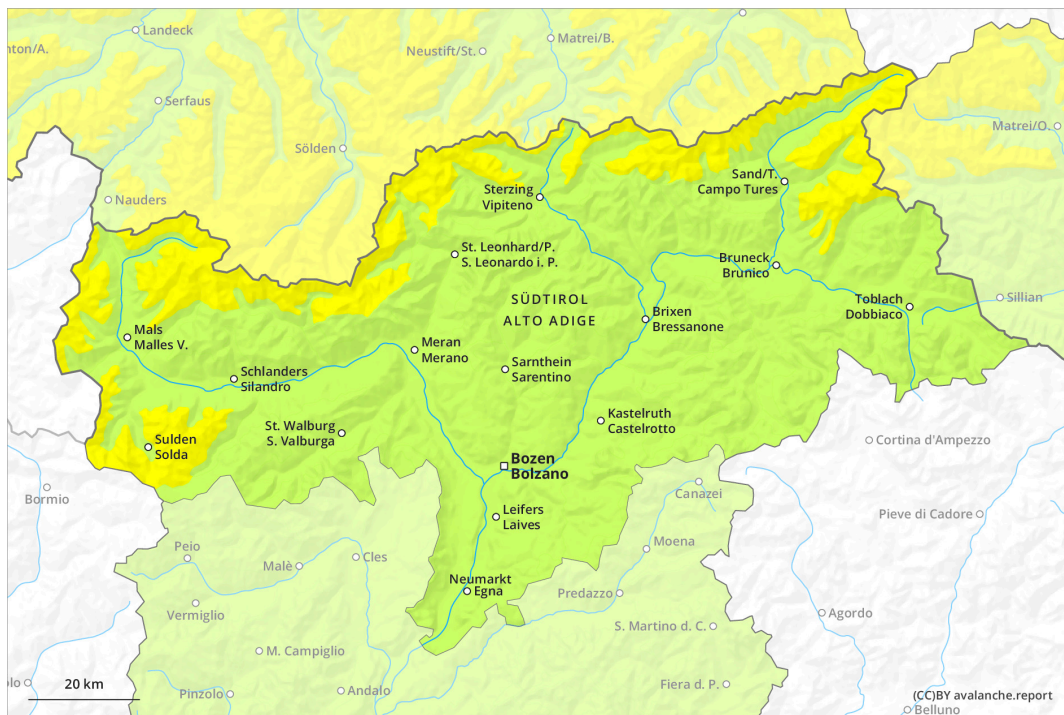 Landeck
Matrei/B.
nton/A.
Neustift/St.
Serfaus
Matrei/O.
Sölden
Sand/T.
Campo Tures
Sterzing
Vipiteno
Nauders
St. Leonhard/P.
S. Leonardo i. P.
Bruneck
Brunico
SÜDTIROL
ALTO ADIGE
Toblach
Dobbiaco
Sillian
Brixen
Bressanone
Mals
Malles V.
Meran
Merano
Sarnthein
Sarentino
Schlanders
Silandro
Kastelruth
Castelrotto
St. Walburg
S. Valburga
Sulden
Solda
Cortina d'Ampezzo
Bozen
Bolzano
Bormio
Canazei
Leifers
Laives
Pieve di Cadore
Peio
Cles
Moena
Malè
Neumarkt
Egna
Predazzo
Vermiglio
Agordo
S. Martino d. C.
M. Campiglio
olo
20 km
Pinzolo
Andalo
Fiera d. P.
(CC)BY avalanche.report
Belluno